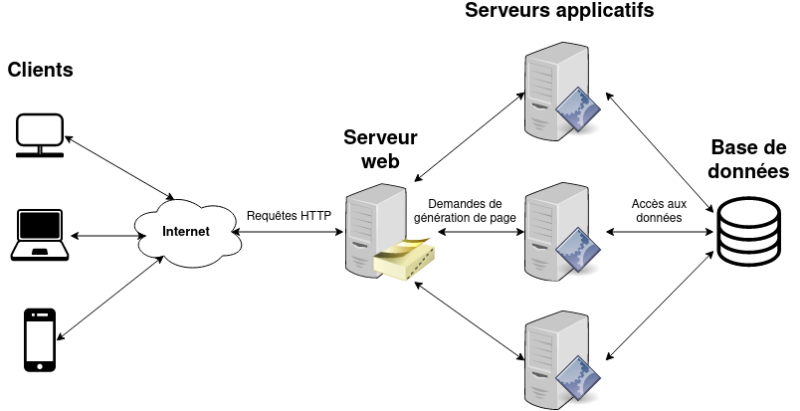 Serveurs applicatifs
Clients
Serveur
web
Base de
données
Internet
Requêtes HTTP
Demandes de
génération de page
Accès aux
données